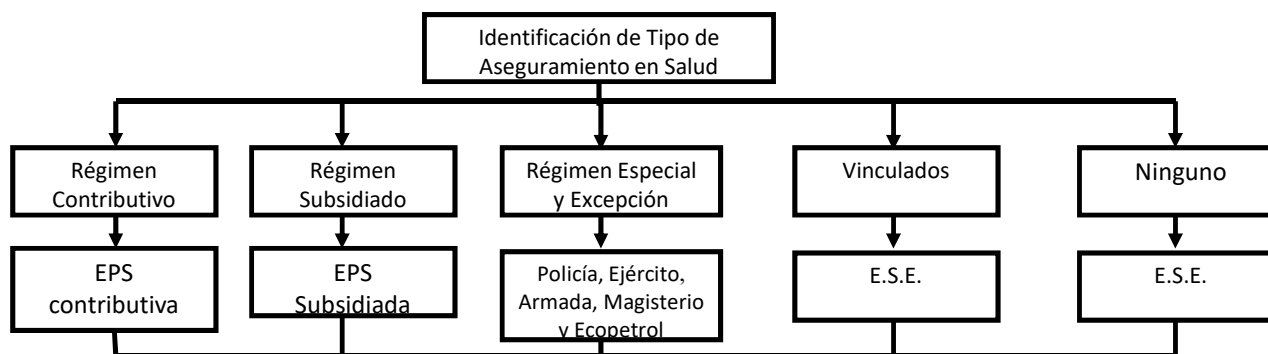 Identificación de Tipo de
Aseguramiento en Salud
Régimen
Contributivo
Régimen
Subsidiado
Régimen Especial
y Excepción
Vinculados
Ninguno
EPS
contributiva
EPS
Subsidiada
Policía, Ejército,
Armada, Magisterio
y Ecopetrol
E.S.E.
E.S.E.